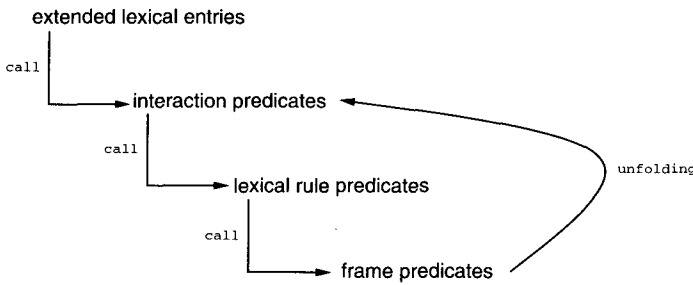 extended lexical entries
call
interaction predicates
call
unfolding
lexical rule predicates
call
frame predicates